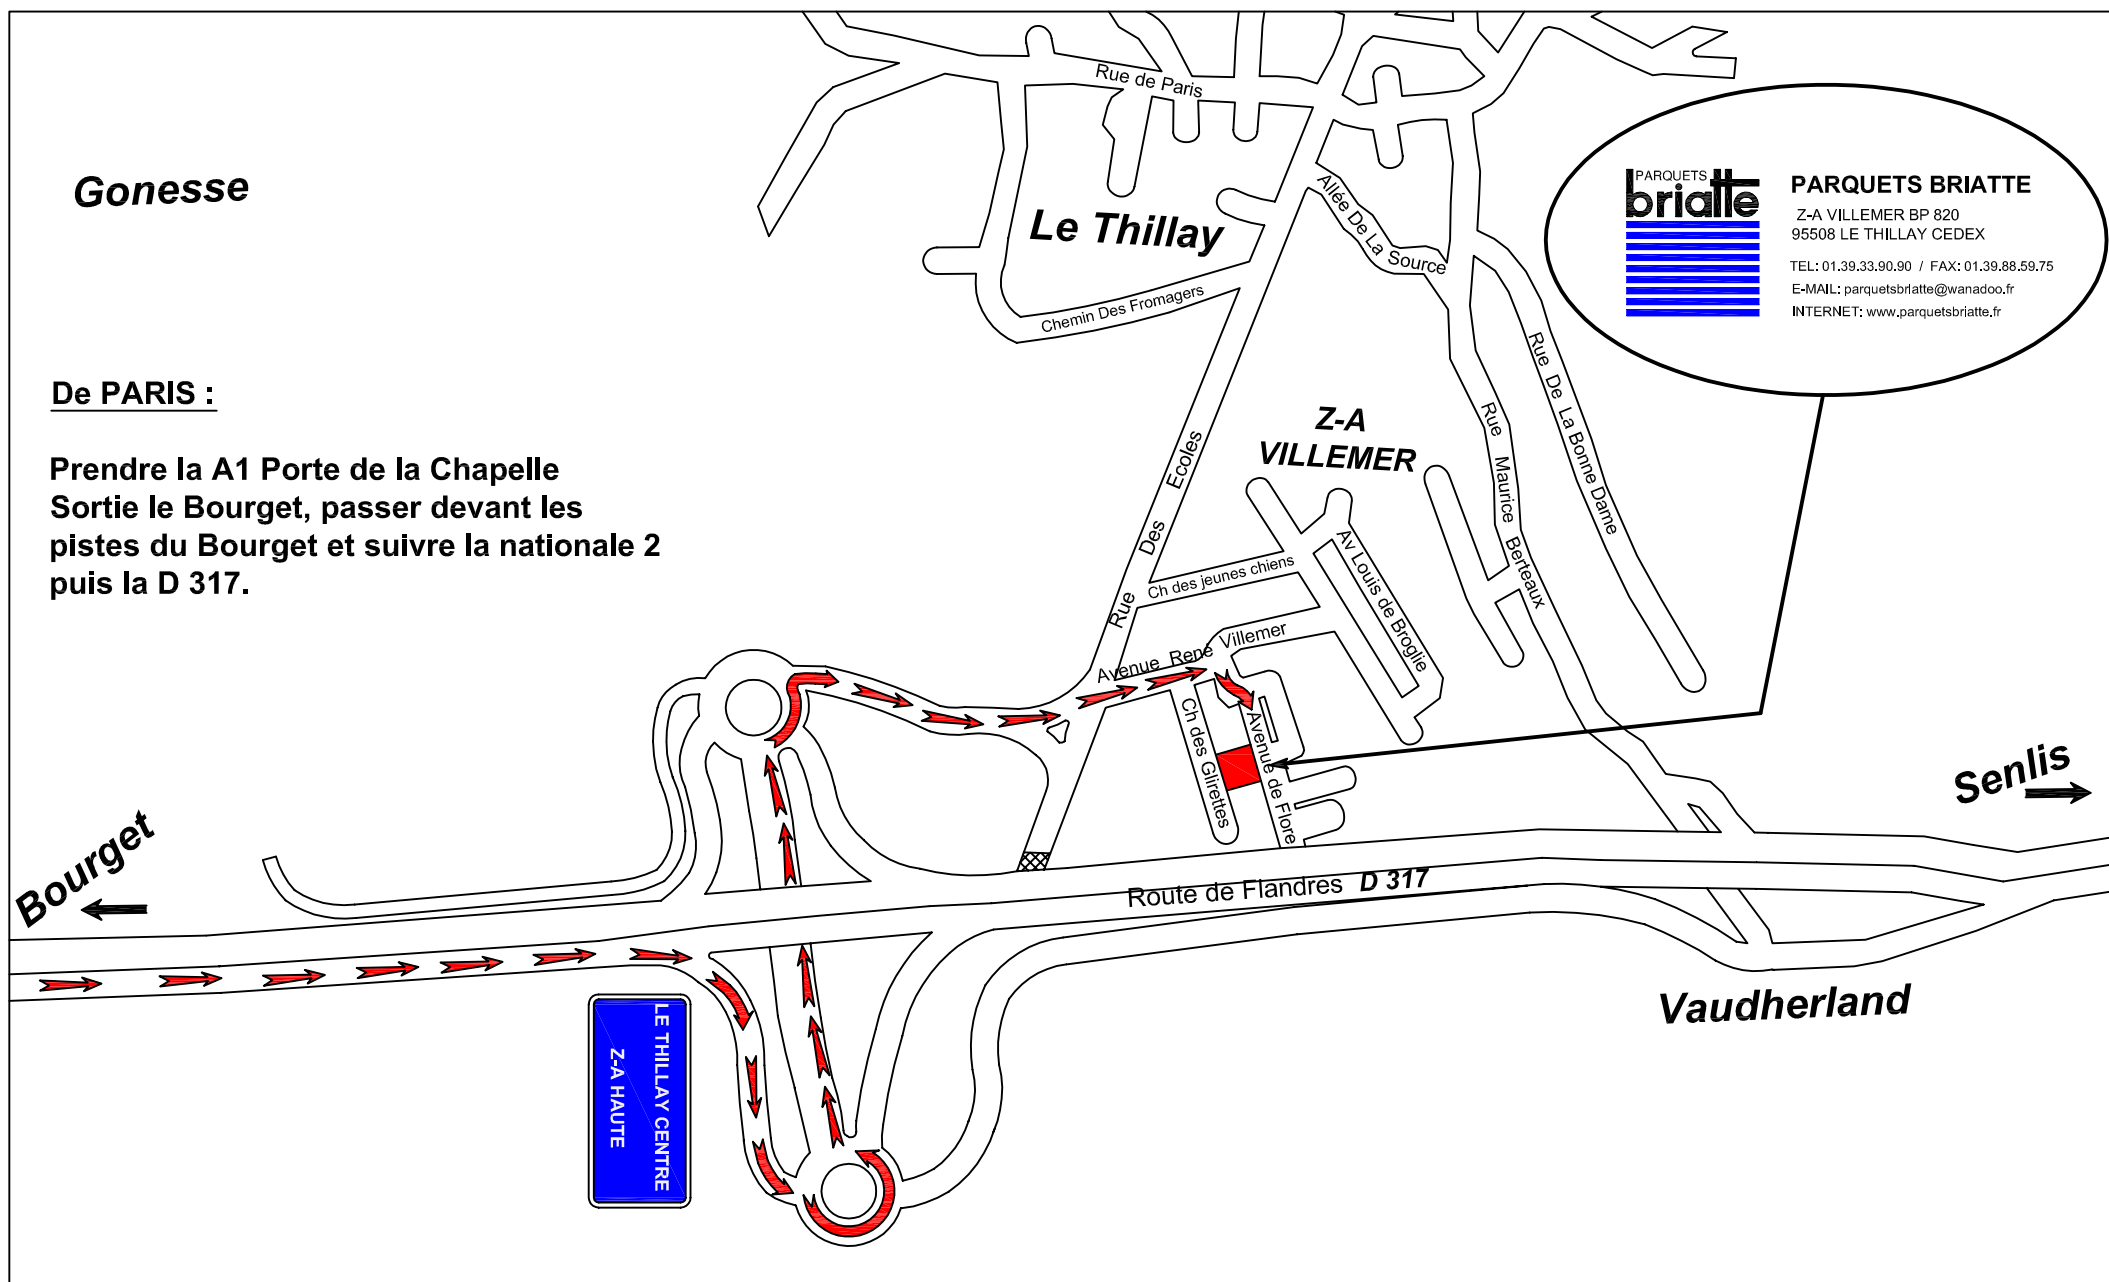 Rue de Paris
Gonesse
Le Thillay
Allée De La Source
Chemin Des Fromagers
PARQUETS
briatte
PARQUETS BRIATTE
Z-A VILLEMER BP 820
95508 LE THILLAY CEDEX
TEL: 01.39.33.90.90 / FAX: 01.39.88.59.75
E-MAIL: parquetsbriatte@wanadoo.fr
INTERNET: www.parquetsbriatte.fr
De PARIS :
Prendre la A1 Porte de la Chapelle
Sortie le Bourget, passer devant les
pistes du Bourget et suivre la nationale 2
puis la D 317.
Z-A
VILLEMER
Rue De La Bonne Dame
Rue Maurice Berteaux
Rue Des Ecoles
Ch des jeunes chiens
Av Louis de Broglie
Avenue René Villemer
Ch des Glirettes
Avenue de Flore
Senlis
Bourget
Route de Flandres D 317
Vaudherland
LE THILLAY CENTRE
Z-A HAUTE